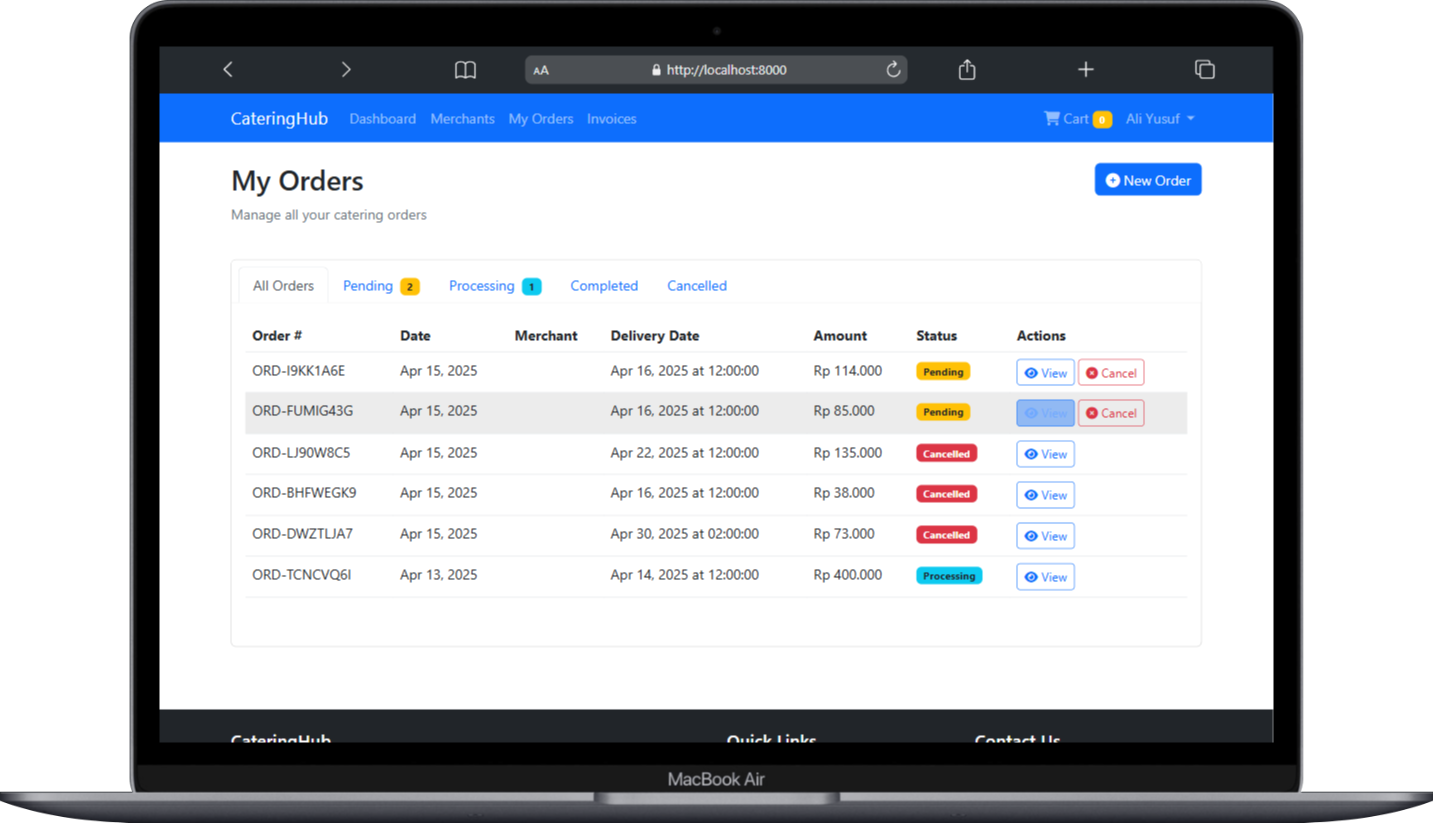 AA http://localhost:8000
CateringHub Dashboard Merchants My Orders Invoices Cart 0 Ali Yusuf
My Orders
New Order
Manage all your catering orders
All Orders Pending 2 Processing 1 Completed Cancelled
Order # Date Merchant Delivery Date Amount Status Actions
ORD-I9KK1A6E Apr 15, 2025 Apr 16, 2025 at 12:00:00 Rp 114.000 Pending View Cancel
ORD-FUMIG43G Apr 15, 2025 Apr 16, 2025 at 12:00:00 Rp 85.000 Pending View Cancel
ORD-LJ90W8C5 Apr 15, 2025 Apr 22, 2025 at 12:00:00 Rp 135.000 Cancelled View
ORD-BHFWEGK9 Apr 15, 2025 Apr 16, 2025 at 12:00:00 Rp 38.000 Cancelled View
ORD-DWZTLJA7 Apr 15, 2025 Apr 30, 2025 at 02:00:00 Rp 73.000 Cancelled View
ORD-TCNCVQ6I Apr 13, 2025 Apr 14, 2025 at 12:00:00 Rp 400.000 Processing View
CateringHub Quick Links Contact Us
MacBook Air